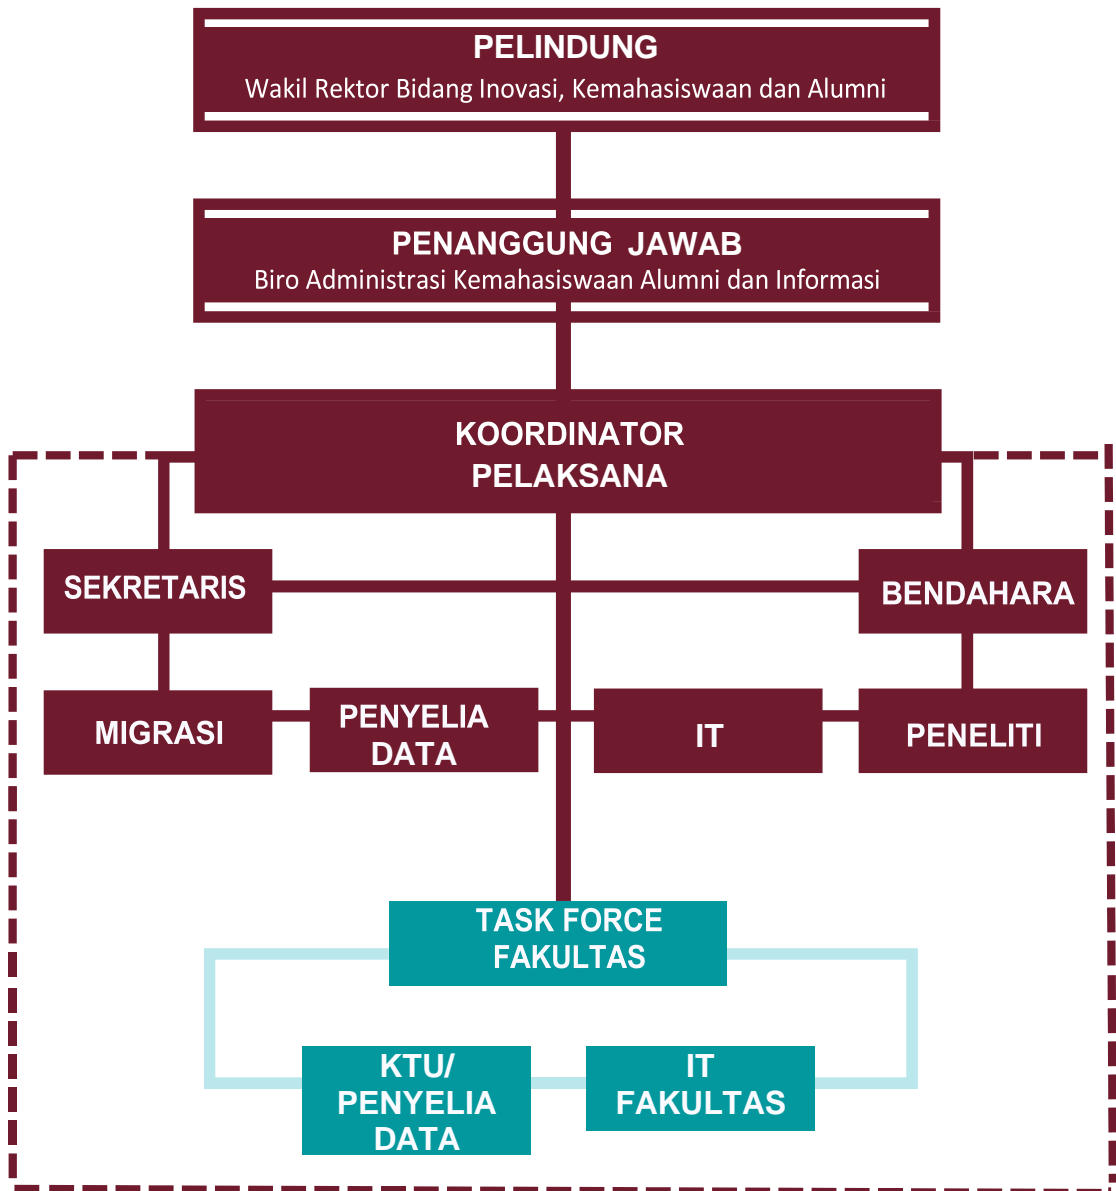 PELINDUNG
Wakil Rektor Bidang Inovasi, Kemahasiswaan dan Alumni
PENANGGUNG JAWAB
Biro Administrasi Kemahasiswaan Alumni dan Informasi
KOORDINATOR
PELAKSANA
SEKRETARIS
BENDAHARA
MIGRASI
PENYELIA
DATA
IT
PENELITI
TASK FORCE
FAKULTAS
KTU/
PENYELIA
DATA
IT
FAKULTAS